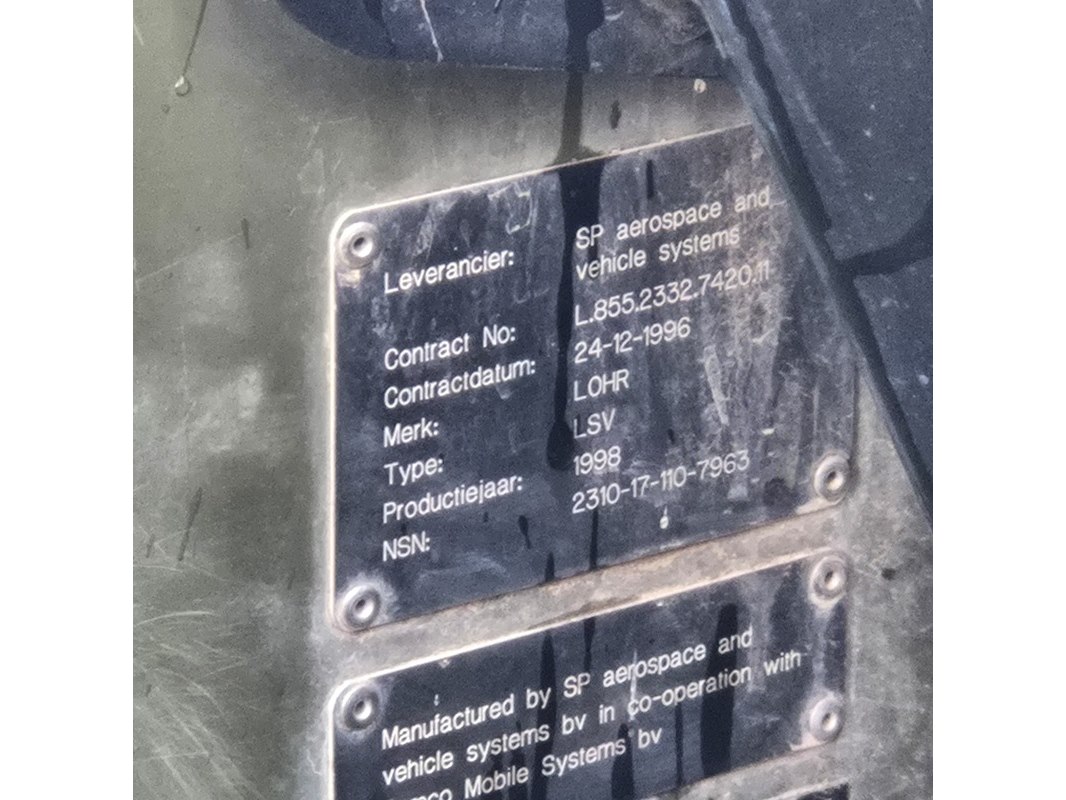 Leverancier: SP aerospace and
vehicle systems
Contract No: L.855.2332.7420.11
Contractdatum: 24-12-1996
Merk: LOHR
Type: LSV
Productiejaar: 1998
NSN: 2310-17-110-7963
Manufactured by SP aerospace and
vehicle systems bv in co-operation with
Mobile Systems bv